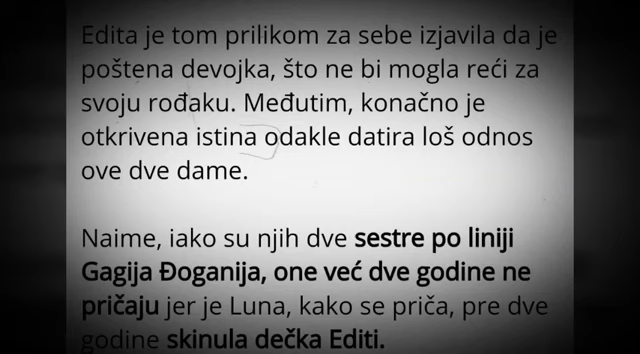 Edita je tom prilikom za sebe izjavila da je
poštena devojka, što ne bi mogla reći za
svoju rođaku. Međutim, konačno je
otkrivena istina odakle datira loš odnos
ove dve dame.
Naime, iako su njih dve sestre po liniji
Gagija Đoganija, one već dve godine ne
pričaju jer je Luna, kako se priča, pre dve
godine skinula dečka Editi.